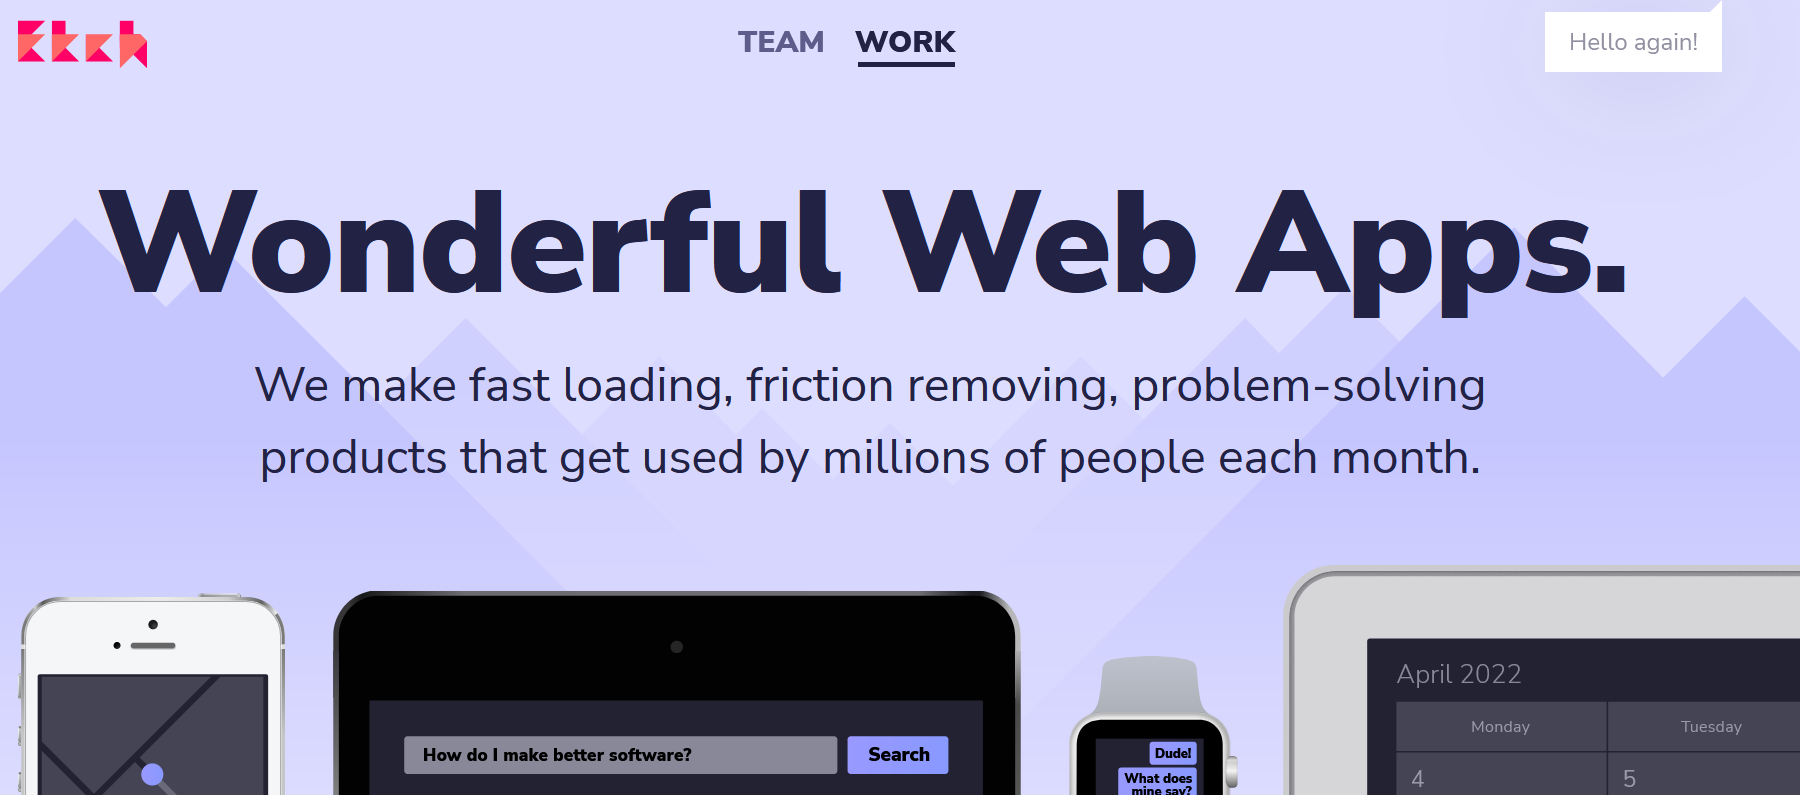 Etch
TEAM WORK
Hello again!
Wonderful Web Apps.
We make fast loading, friction removing, problem-solving
products that get used by millions of people each month.
How do I make better software? Search
Dude!
What does
mine say?
April 2022
Monday Tuesday
4 5